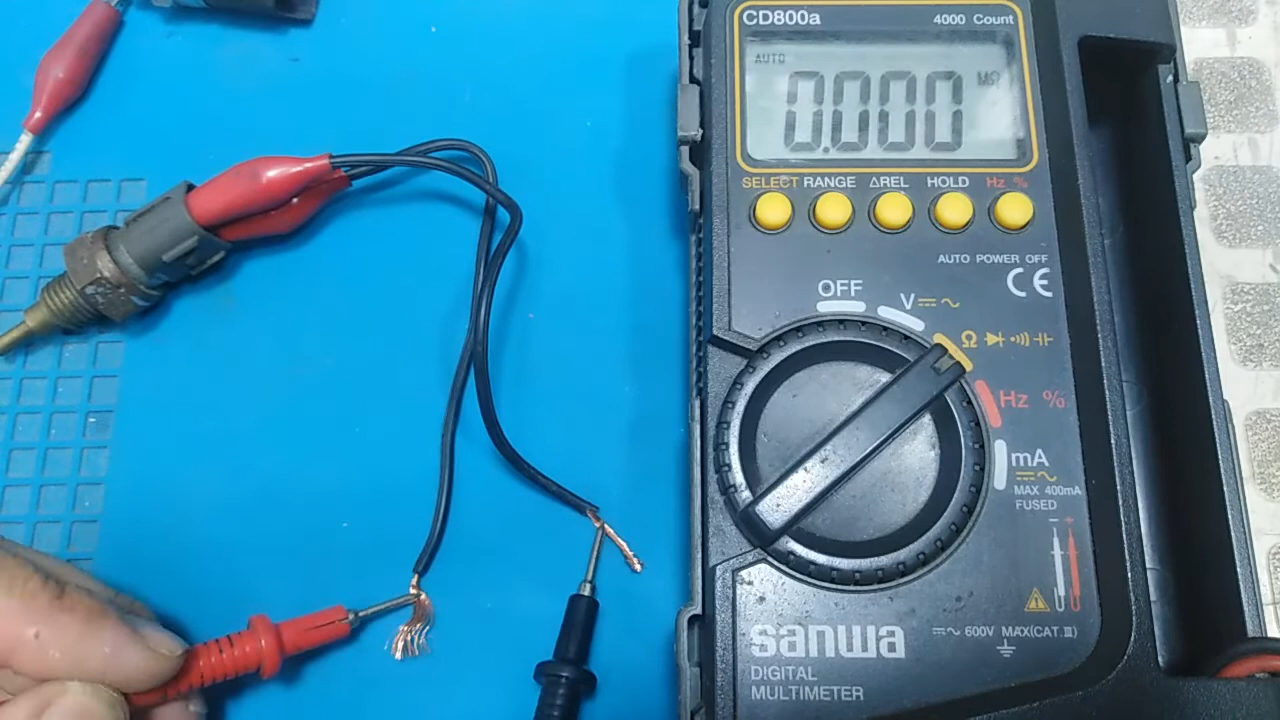 CD800a 4000 Count
AUTO
0.000 MΩ
SELECT RANGE ΔREL HOLD Hz %
AUTO POWER OFF
CE
OFF
V
Ω
Hz %
mA
MAX 400mA
FUSED
600V MAX(CAT.III)
sanwa
DIGITAL
MULTIMETER